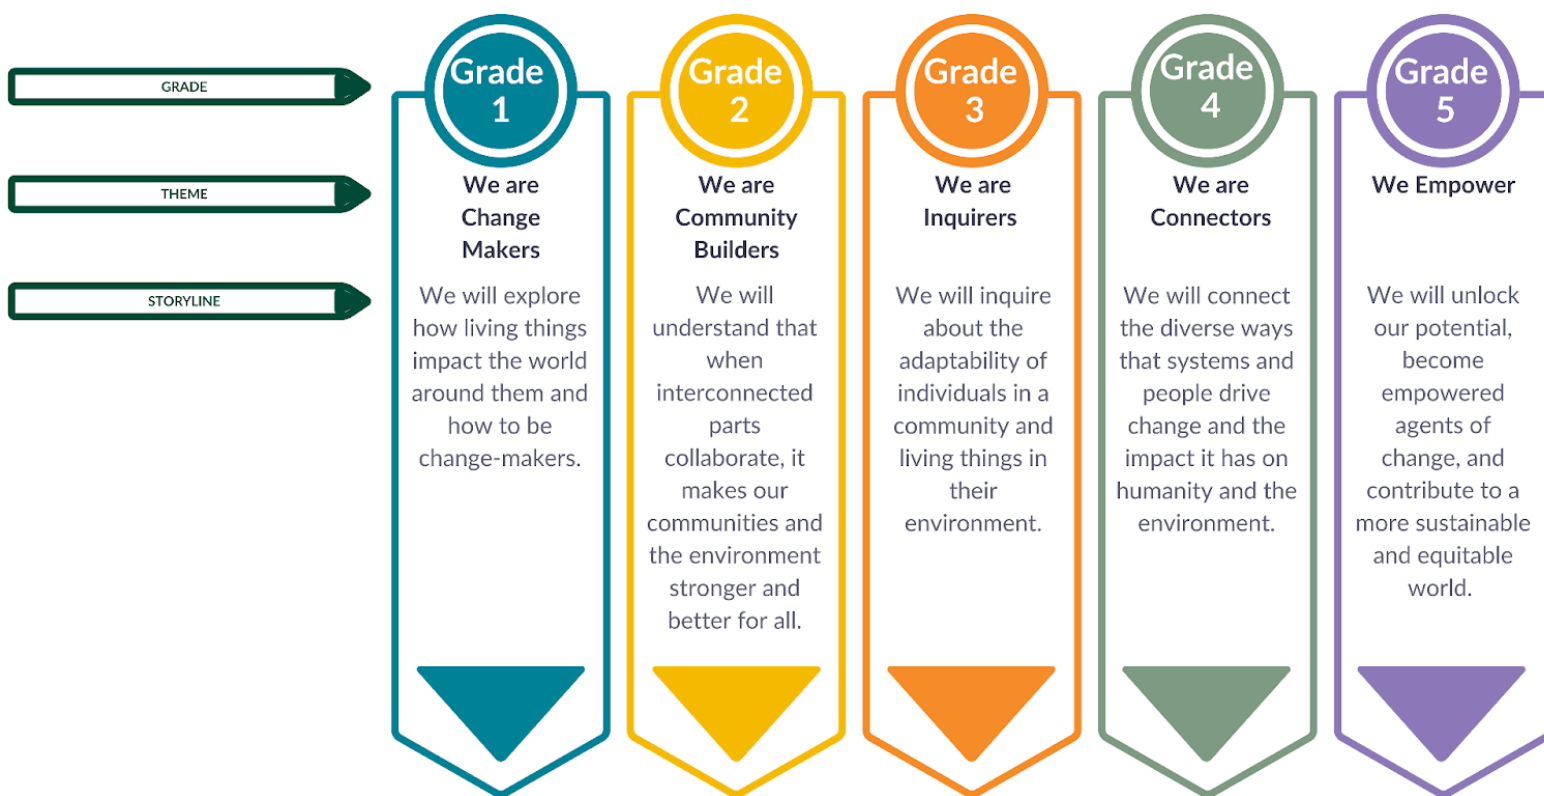 GRADE
THEME
STORYLINE
Grade
1
We are
Change
Makers
We will explore
how living things
impact the world
around them and
how to be
change-makers.
Grade
2
We are
Community
Builders
We will
understand that
when
interconnected
parts
collaborate, it
makes our
communities and
the environment
stronger and
better for all.
Grade
3
We are
Inquirers
We will inquire
about the
adaptability of
individuals in a
community and
living things in
their
environment.
Grade
4
We are
Connectors
We will connect
the diverse ways
that systems and
people drive
change and the
impact it has on
humanity and the
environment.
Grade
5
We Empower
We will unlock
our potential,
become
empowered
agents of
change, and
contribute to a
more sustainable
and equitable
world.